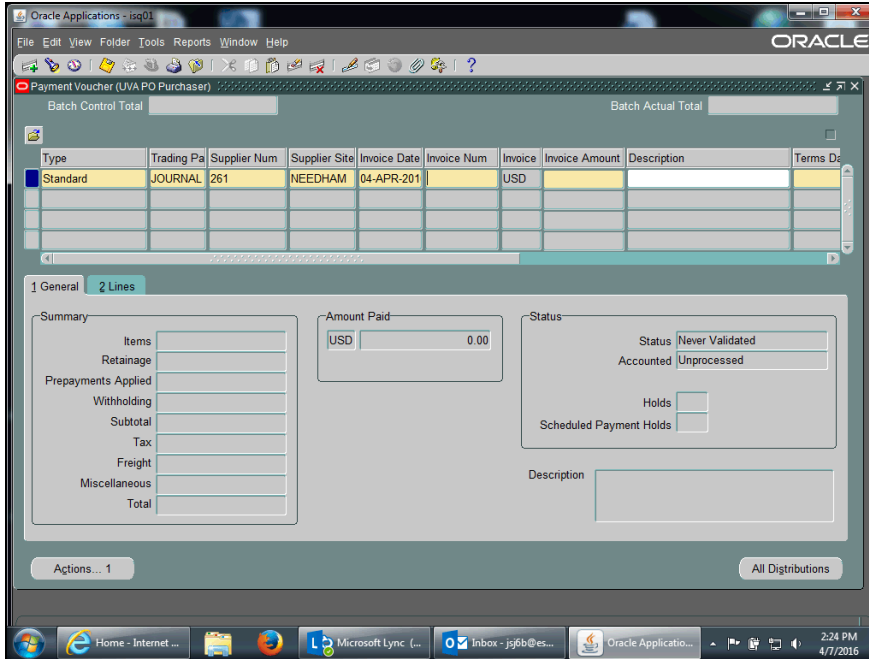 Oracle Applications - isq01
File Edit View Folder Tools Reports Window Help
ORACLE
Payment Voucher (UVA PO Purchaser)
Batch Control Total
Batch Actual Total
Type Trading Pa Supplier Num Supplier Site Invoice Date Invoice Num Invoice Invoice Amount Description Terms Da
Standard JOURNAL 261 NEEDHAM 04-APR-201 USD
1 General 2 Lines
Summary
Amount Paid
Status
Items
USD 0.00
Status Never Validated
Retainage
Accounted Unprocessed
Prepayments Applied
Withholding
Holds
Subtotal
Scheduled Payment Holds
Tax
Freight
Miscellaneous
Description
Total
Actions... 1
All Distributions
Home - Internet ...
Microsoft Lync (...
Inbox - jsj6b@es...
Oracle Applicatio...
2:24 PM
4/7/2016